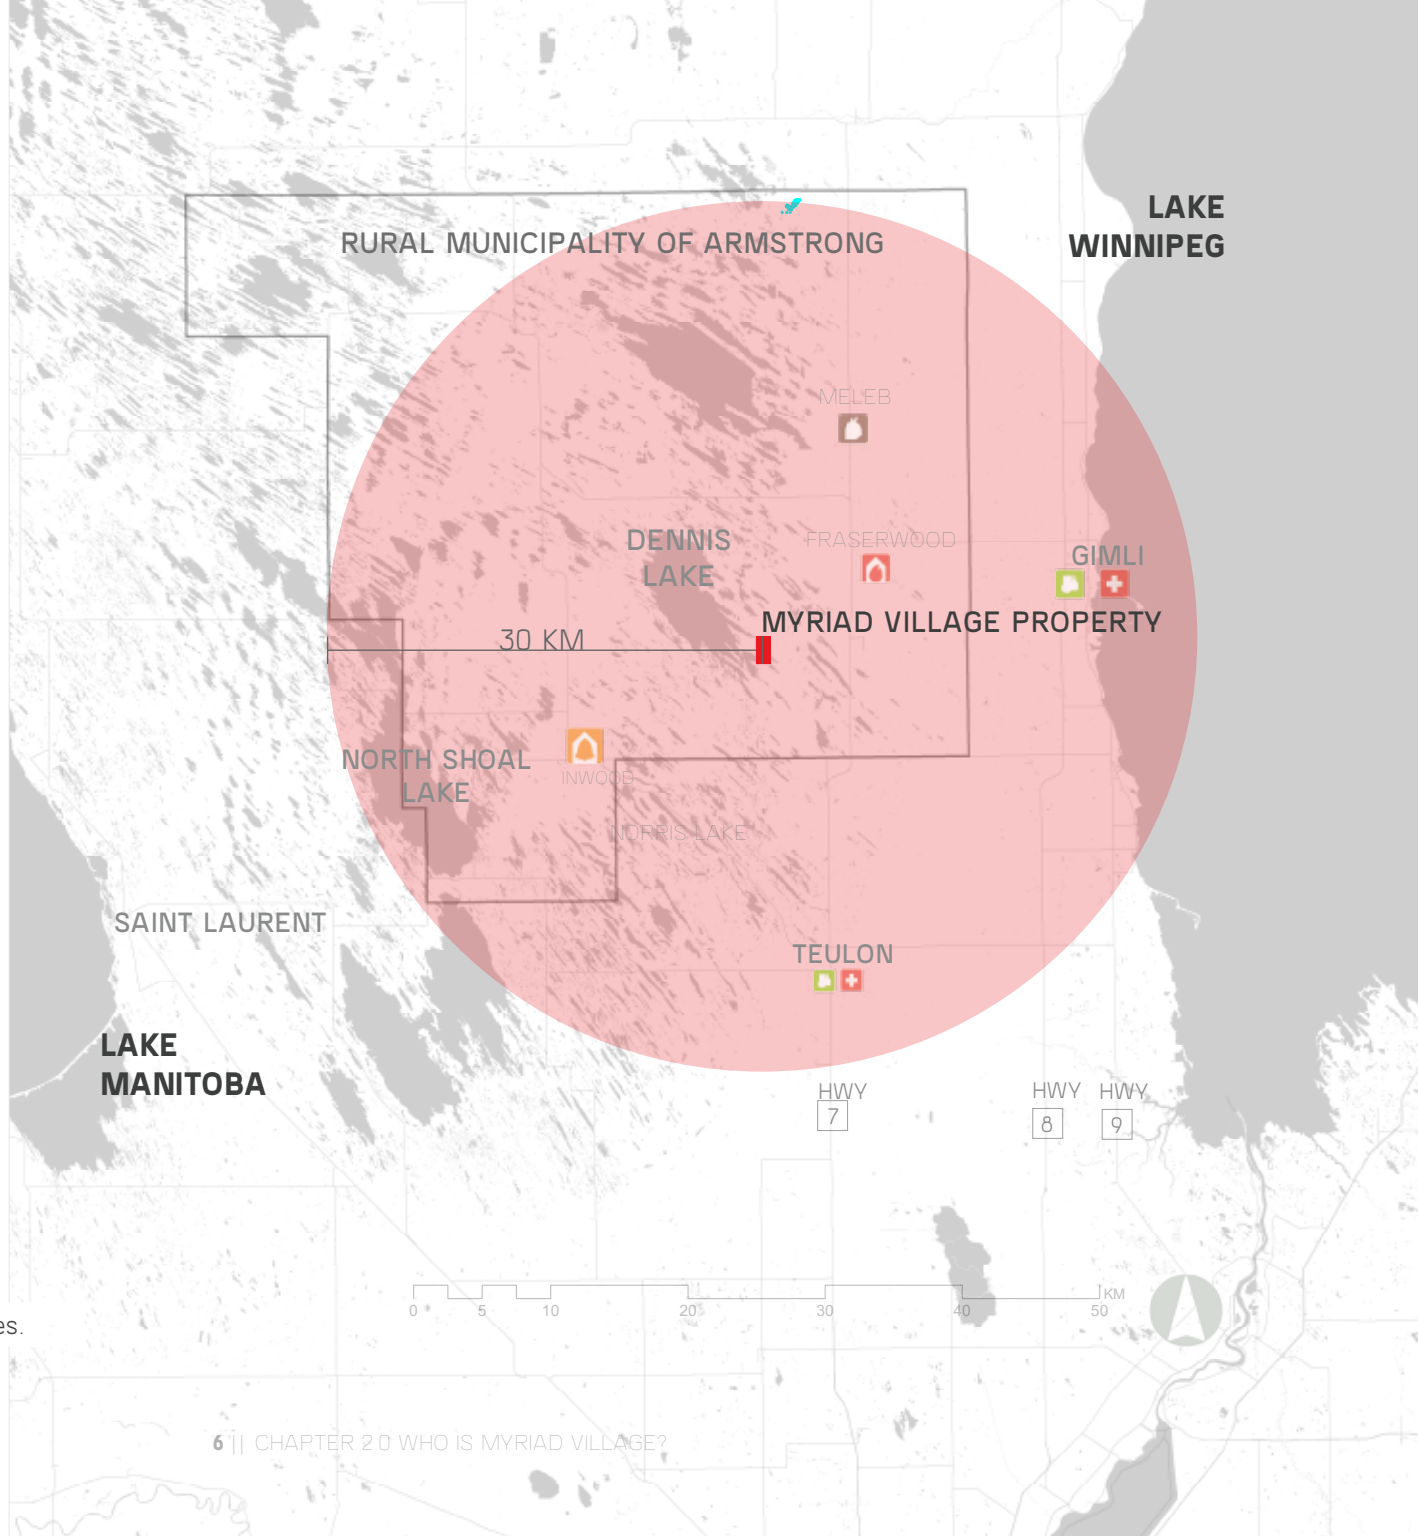 LAKE
WINNIPEG
RURAL MUNICIPALITY OF ARMSTRONG
MELEB
DENNIS
LAKE
FRASERWOOD
GIMLI
MYRIAD VILLAGE PROPERTY
30 KM
NORTH SHOAL
LAKE
INWOOD
NORRIS LAKE
SAINT LAURENT
TEULON
LAKE
MANITOBA
HWY
7
HWY
8
HWY
9
0 5 10 20 30 40 50 KM
es.
6 || CHAPTER 2.0 WHO IS MYRIAD VILLAGE?